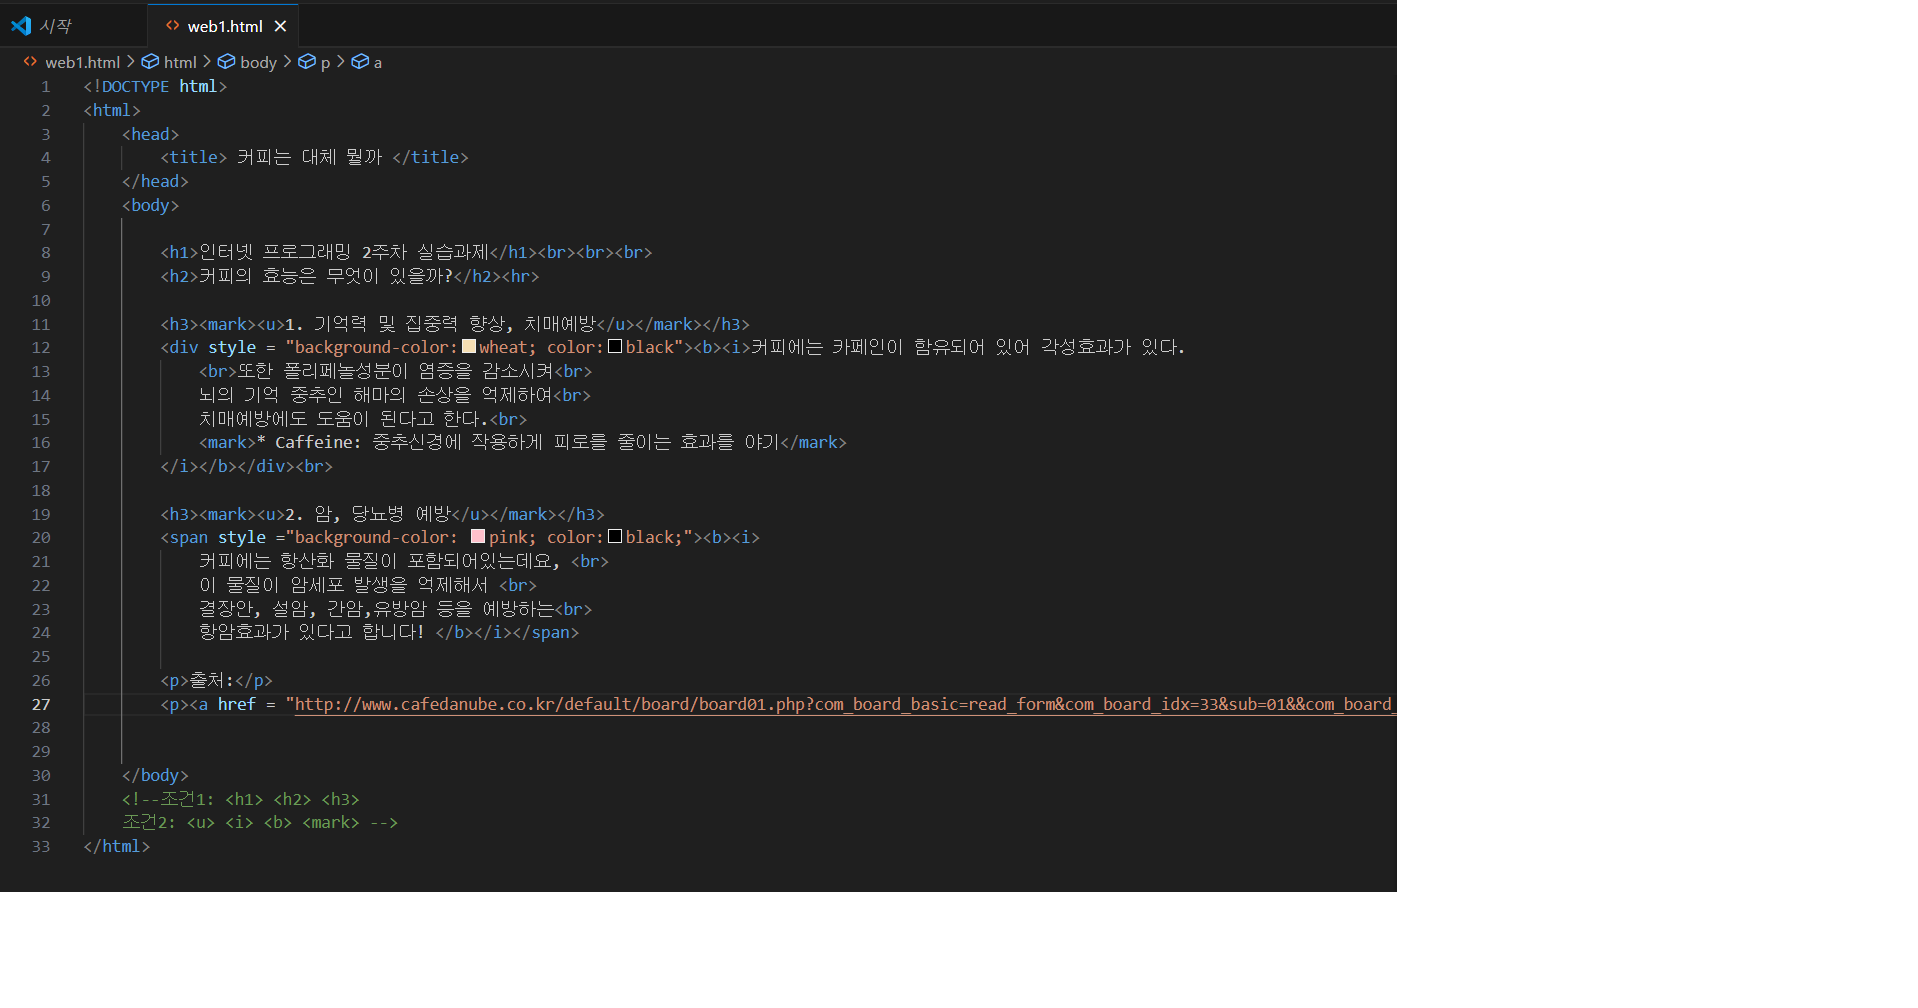 시작
web1.html
web1.html > html > body > p > a
1 <!DOCTYPE html>
2 <html>
3 <head>
4 <title> 커피는 대체 뭘까 </title>
5 </head>
6 <body>
7
8 <h1>인터넷 프로그래밍 2주차 실습과제</h1><br><br><br>
9 <h2>커피의 효능은 무엇이 있을까?</h2><hr>
10
11 <h3><mark><u>1. 기억력 및 집중력 향상, 치매예방</u></mark></h3>
12 <div style = "background-color:wheat; color:black"><b><i>커피에는 카페인이 함유되어 있어 각성효과가 있다.
13 <br>또한 폴리페놀성분이 염증을 감소시켜<br>
14 뇌의 기억 중추인 해마의 손상을 억제하여<br>
15 치매예방에도 도움이 된다고 한다.<br>
16 <mark>* Caffeine: 중추신경에 작용하게 피로를 줄이는 효과를 야기</mark>
17 </i></b></div><br>
18
19 <h3><mark><u>2. 암, 당뇨병 예방</u></mark></h3>
20 <span style ="background-color: pink; color:black;"><b><i>
21 커피에는 항산화 물질이 포함되어있는데요, <br>
22 이 물질이 암세포 발생을 억제해서 <br>
23 결장안, 설암, 간암,유방암 등을 예방하는<br>
24 항암효과가 있다고 합니다! </b></i></span>
25
26 <p>출처:</p>
27 <p><a href = "http://www.cafedanube.co.kr/default/board/board01.php?com_board_basic=read_form&com_board_idx=33&sub=01&&com_board_
28
29
30 </body>
31 <!--조건1: <h1> <h2> <h3>
32 조건2: <u> <i> <b> <mark> -->
33 </html>